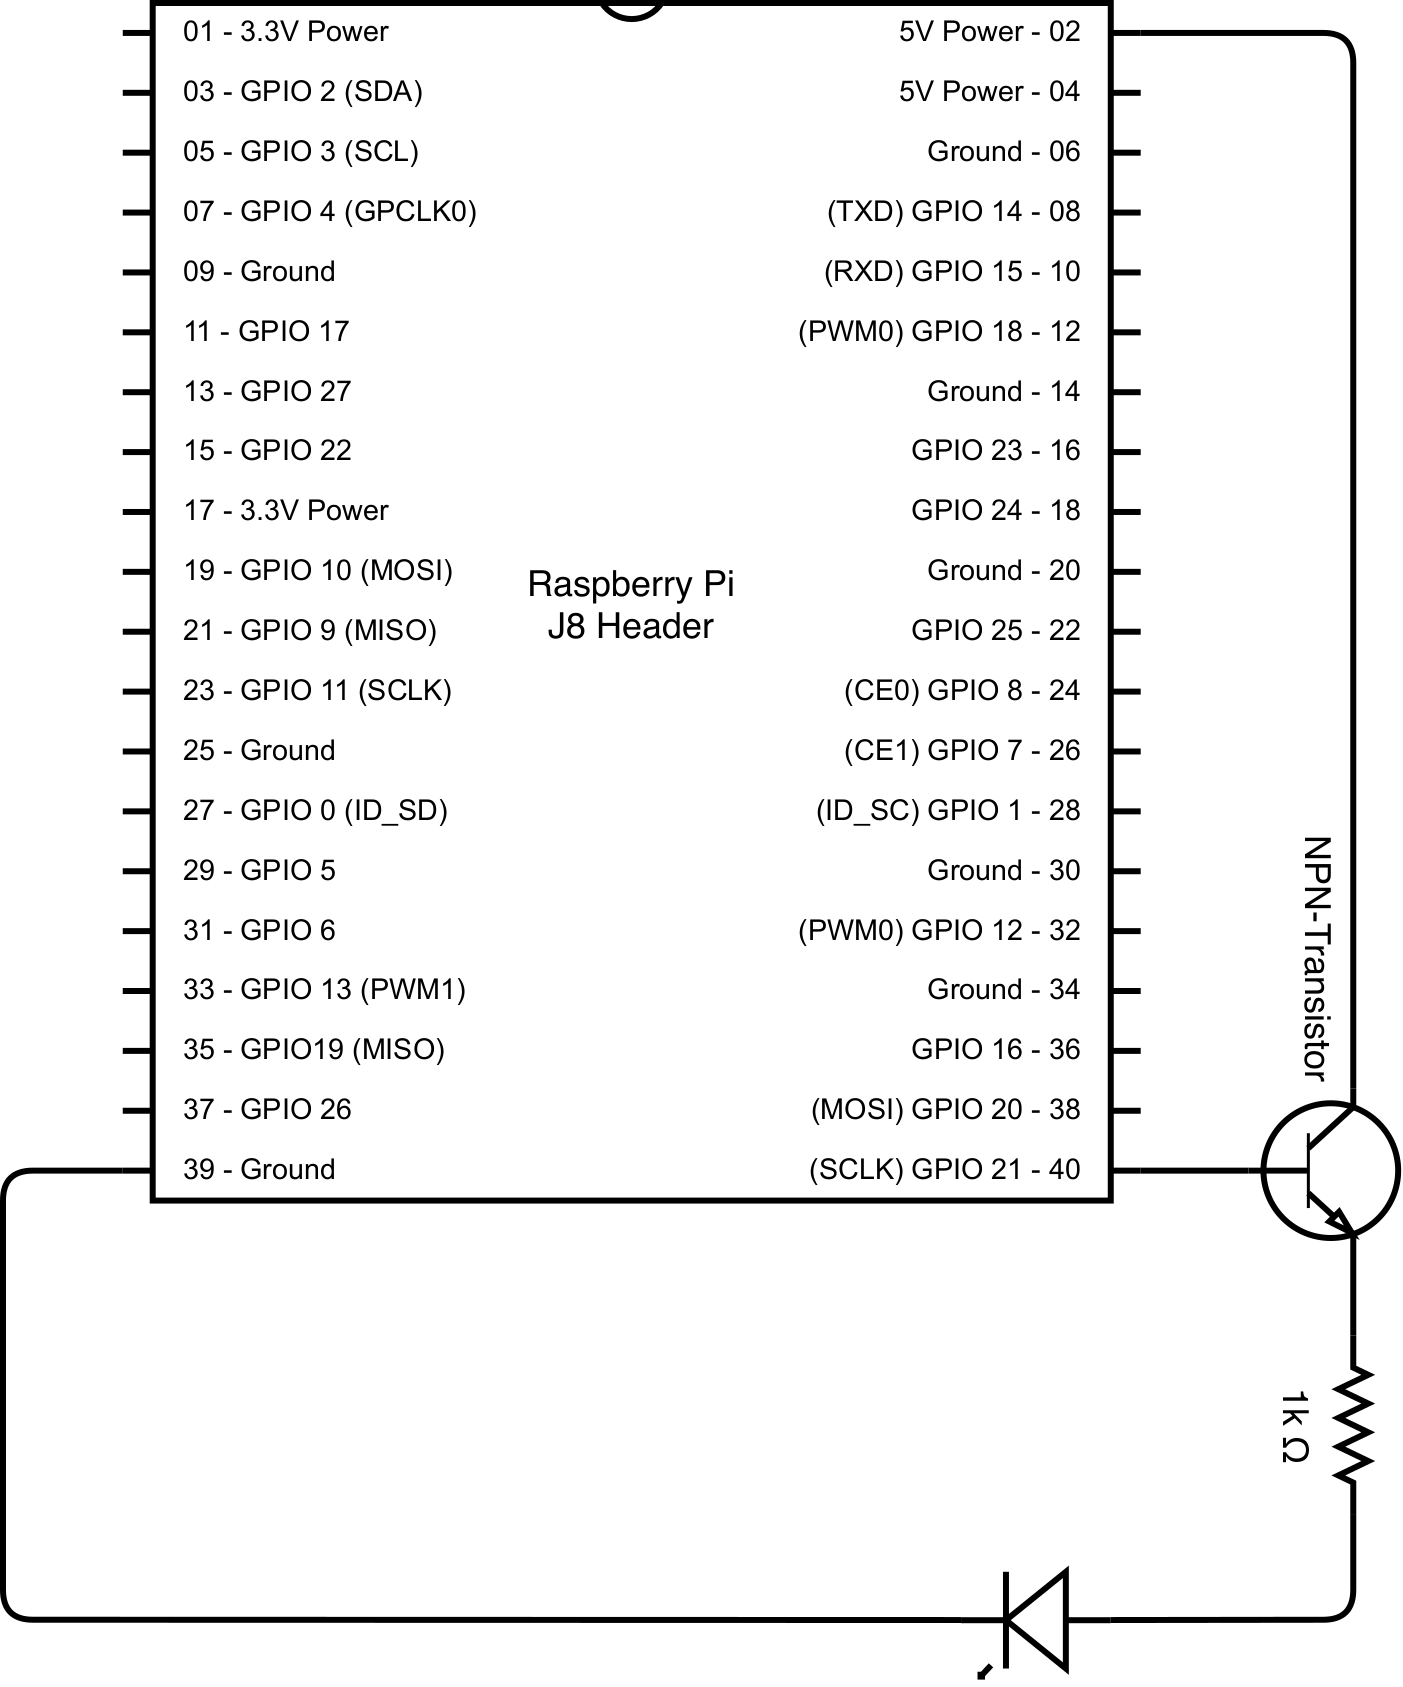 01 - 3.3V Power
5V Power - 02
03 - GPIO 2 (SDA)
5V Power - 04
05 - GPIO 3 (SCL)
Ground - 06
07 - GPIO 4 (GPCLK0)
(TXD) GPIO 14 - 08
09 - Ground
(RXD) GPIO 15 - 10
11 - GPIO 17
(PWM0) GPIO 18 - 12
13 - GPIO 27
Ground - 14
15 - GPIO 22
GPIO 23 - 16
17 - 3.3V Power
GPIO 24 - 18
19 - GPIO 10 (MOSI)
Ground - 20
Raspberry Pi
J8 Header
21 - GPIO 9 (MISO)
GPIO 25 - 22
23 - GPIO 11 (SCLK)
(CE0) GPIO 8 - 24
25 - Ground
(CE1) GPIO 7 - 26
27 - GPIO 0 (ID_SD)
(ID_SC) GPIO 1 - 28
29 - GPIO 5
Ground - 30
31 - GPIO 6
(PWM0) GPIO 12 - 32
33 - GPIO 13 (PWM1)
Ground - 34
35 - GPIO19 (MISO)
GPIO 16 - 36
37 - GPIO 26
(MOSI) GPIO 20 - 38
39 - Ground
(SCLK) GPIO 21 - 40
NPN-Transistor
1k Ω